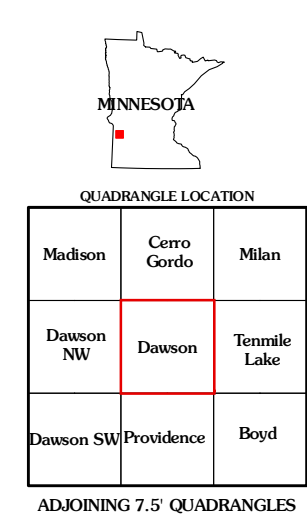 MINNESOTA
QUADRANGLE LOCATION
Madison
Cerro
Gordo
Milan
Dawson
NW
Dawson
Tenmile
Lake
Dawson SW
Providence
Boyd
ADJOINING 7.5' QUADRANGLES